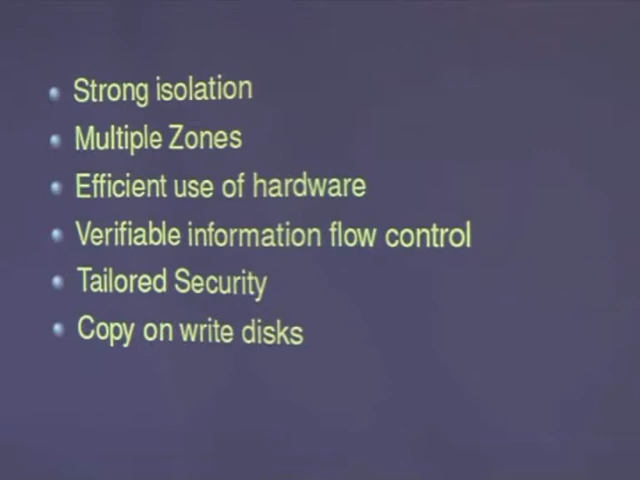 Strong isolation
Multiple Zones
Efficient use of hardware
Verifiable information flow control
Tailored Security
Copy on write disks